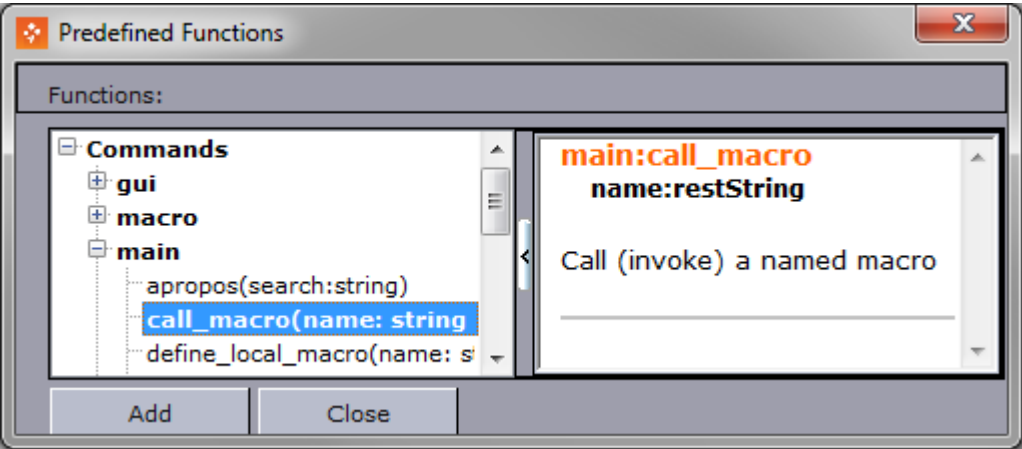 Predefined Functions
Functions:
Commands
gui
macro
main
apropos(search:string)
call_macro(name: string
define_local_macro(name: s
main:call_macro
name:restString
Call (invoke) a named macro
Add
Close